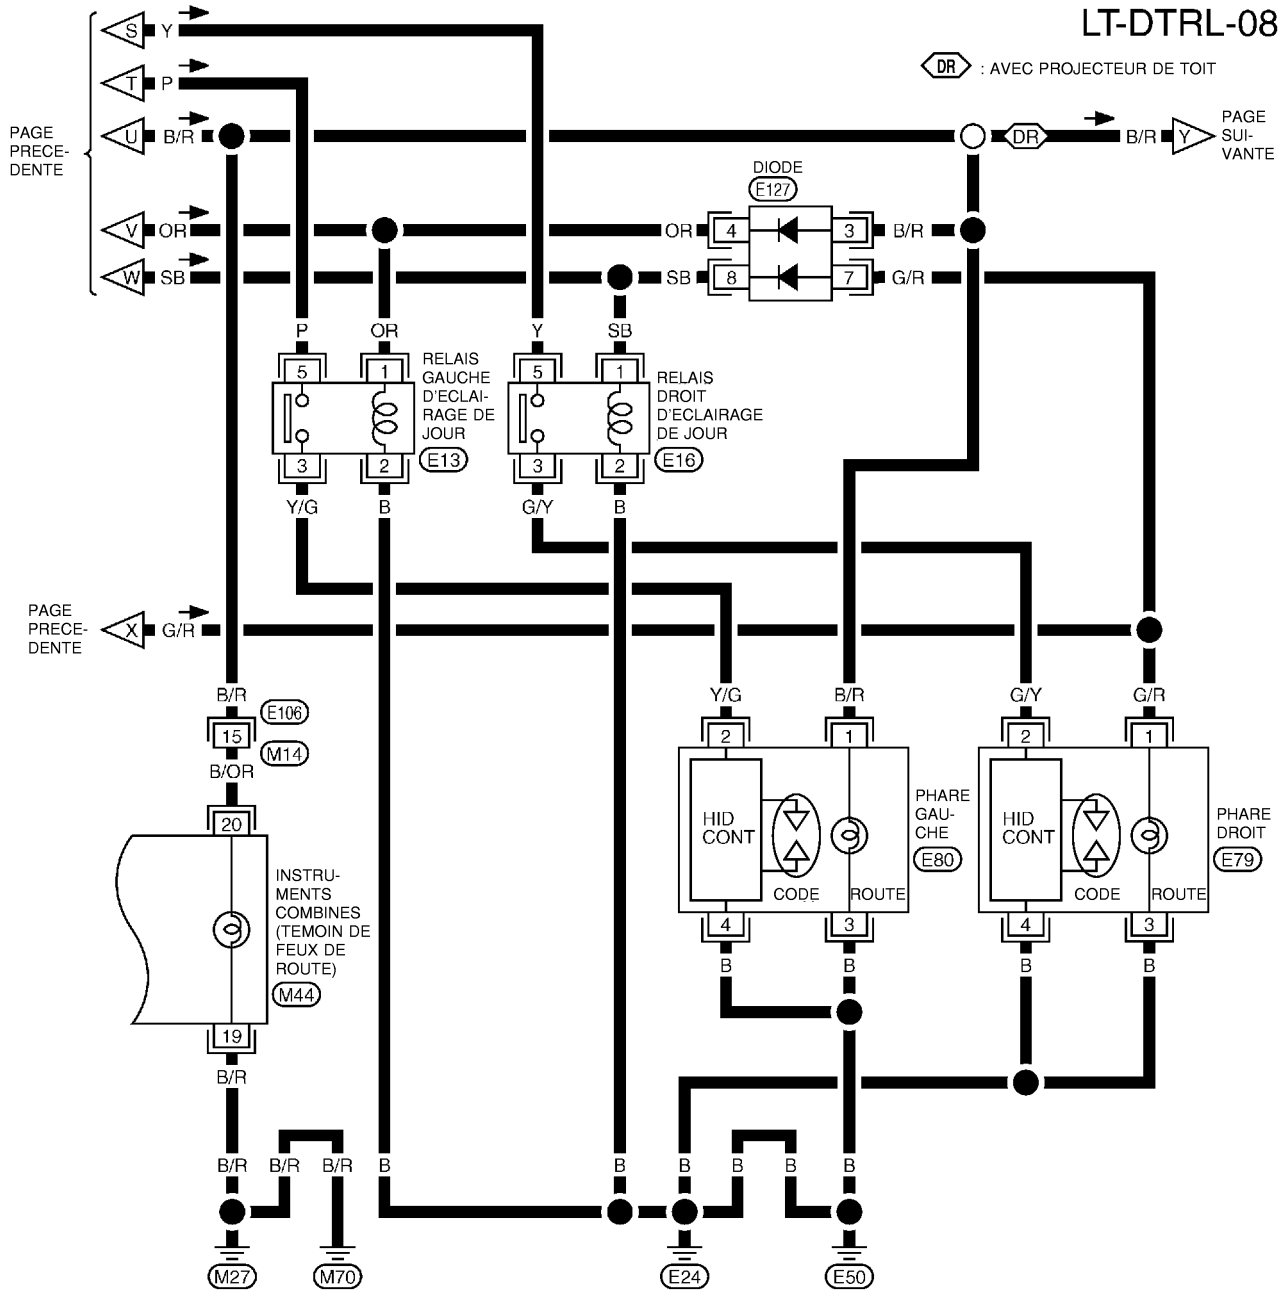 LT-DTRL-08
DR : AVEC PROJECTEUR DE TOIT
S Y
T P
PAGE
PRECE-
DENTE
U B/R
DR
B/R Y
PAGE
SUI-
VANTE
DIODE
E127
V OR
OR 4 3 B/R
W SB
SB 8 7 G/R
P OR Y SB
5 1
RELAIS
GAUCHE
D'ECLAI-
RAGE DE
JOUR
E13
5 1
RELAIS
DROIT
D'ECLAIRAGE
DE JOUR
E16
3 2 3 2
Y/G B G/Y B
PAGE
PRECE-
DENTE
X G/R
B/R
E106
15
M14
B/OR
20
INSTRU-
MENTS
COMBINES
(TEMOIN DE
FEUX DE
ROUTE)
M44
19
B/R
Y/G B/R G/Y G/R
2 1 2 1
HID
CONT
CODE ROUTE
PHARE
GAU-
CHE
E80
HID
CONT
CODE ROUTE
PHARE
DROIT
E79
4 3 4 3
B B B B
B/R B/R B/R B B B B B B
M27 M70 E24 E50